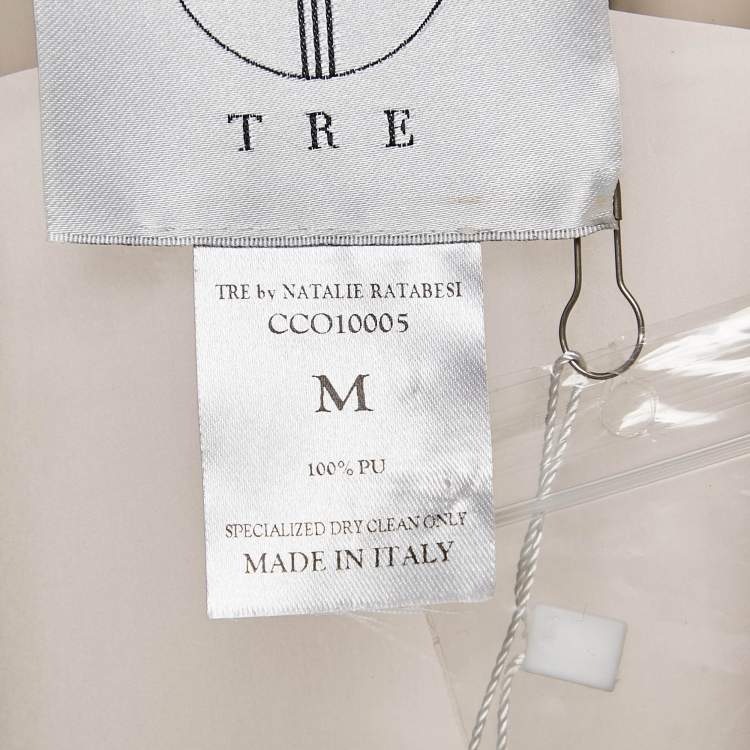 TRE
TRE by NATALIE RATABESI
CCO10005
M
100% PU
SPECIALIZED DRY CLEAN ONLY
MADE IN ITALY